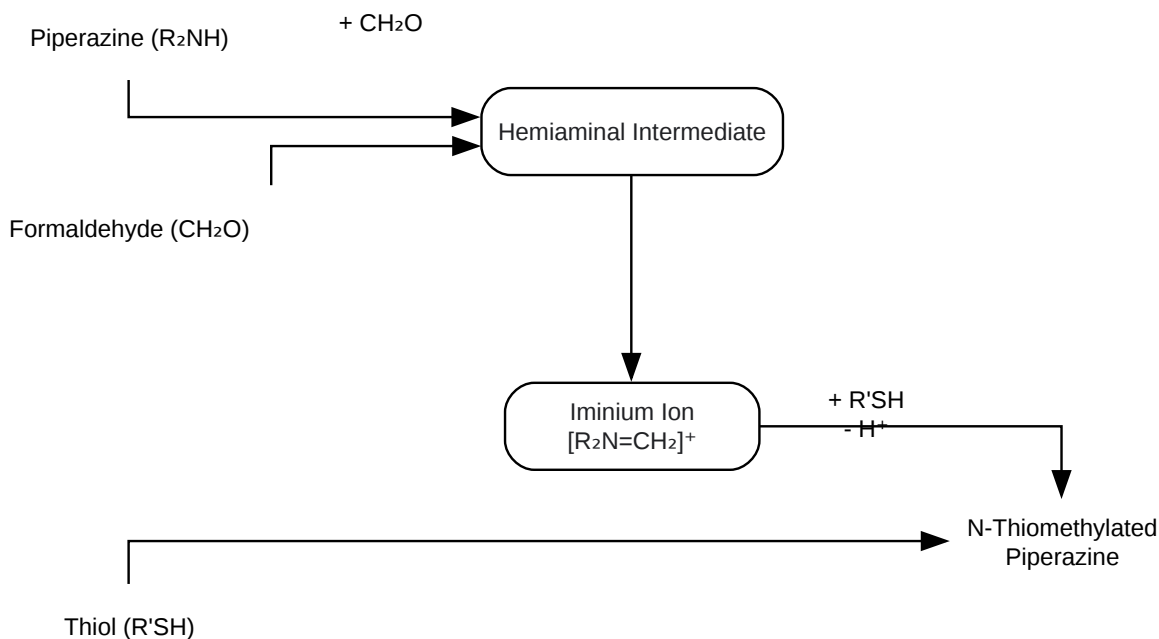 + CH₂O
Piperazine (R₂NH)
Hemiaminal Intermediate
Formaldehyde (CH₂O)
Iminium Ion
[R₂N=CH₂]⁺
+ R'SH
- H⁺
N-Thiomethylated
Piperazine
Thiol (R'SH)